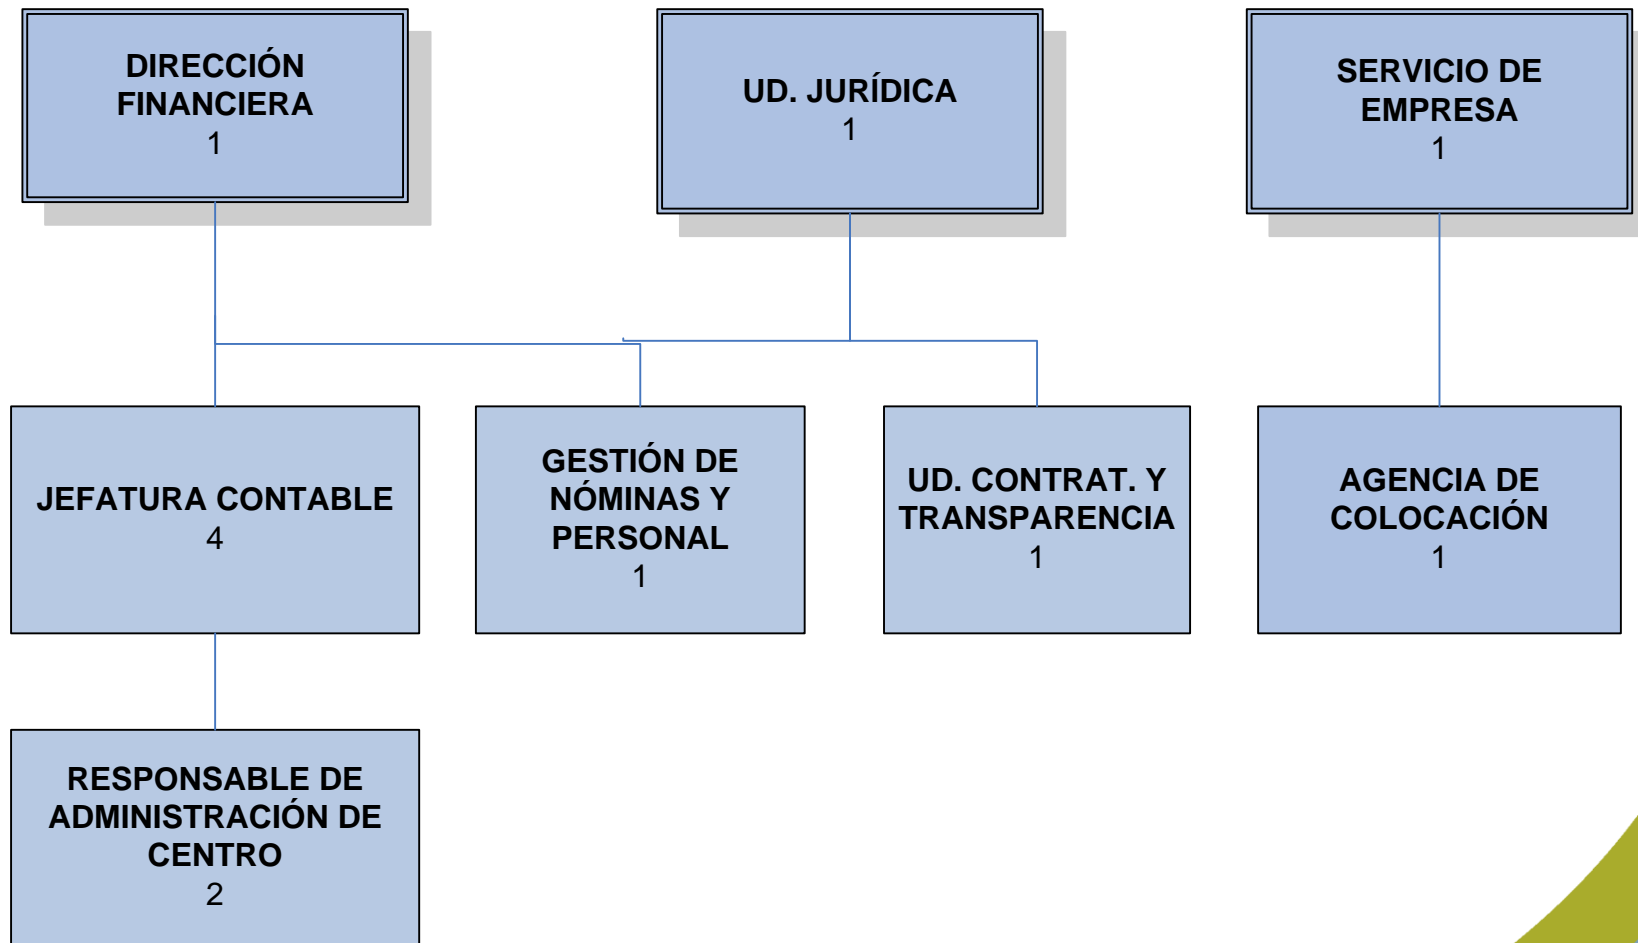 DIRECCIÓN
FINANCIERA
1
UD. JURÍDICA
1
SERVICIO DE
EMPRESA
1
JEFATURA CONTABLE
4
GESTIÓN DE
NÓMINAS Y
PERSONAL
1
UD. CONTRAT. Y
TRANSPARENCIA
1
AGENCIA DE
COLOCACIÓN
1
RESPONSABLE DE
ADMINISTRACIÓN DE
CENTRO
2